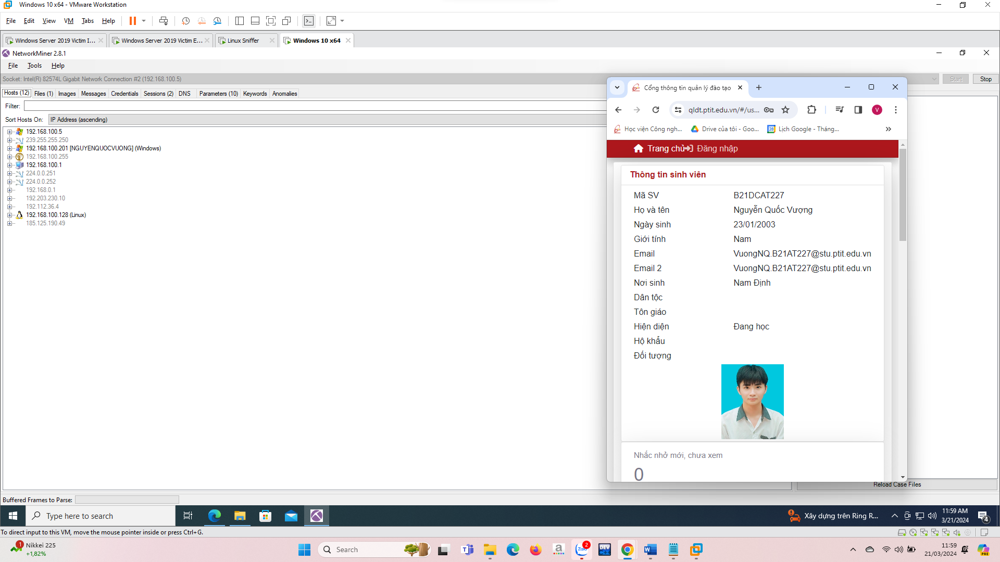 Windows 10 x64 - VMware Workstation
File Edit View VM Tabs Help
Windows Server 2019 Victim I... Windows Server 2019 Victim E... Linux Sniffer Windows 10 x64
NetworkMiner 2.8.1
File Tools Help
Socket: Intel(R) 82574L Gigabit Network Connection #2 (192.168.100.5) Start Stop
Hosts (12) Files (1) Images Messages Credentials Sessions (2) DNS Parameters (10) Keywords Anomalies
Filter:
Sort Hosts On: IP Address (ascending)
192.168.100.5
239.255.255.250
192.168.100.201 [NGUYENQUOCVUONG] (Windows)
192.168.100.255
192.168.100.1
224.0.0.251
224.0.0.252
192.168.0.1
192.203.230.10
192.112.36.4
192.168.100.128 (Linux)
185.125.190.49
Cổng thông tin quản lý đào tạo
qldt.ptit.edu.vn/#/us... V
Học viện Công ngh... Drive của tôi - Goo... 28 Lịch Google - Tháng...
Trang chủ Đăng nhập
Thông tin sinh viên
Mã SV B21DCAT227
Họ và tên Nguyễn Quốc Vượng
Ngày sinh 23/01/2003
Giới tính Nam
Email VuongNQ.B21AT227@stu.ptit.edu.vn
Email 2 VuongNQ.B21AT227@stu.ptit.edu.vn
Nơi sinh Nam Định
Dân tộc
Tôn giáo
Hiện diện Đang học
Hộ khẩu
Đối tượng
Nhắc nhở mới, chưa xem
0
Reload Case Files
Buffered Frames to Parse:
Type here to search
Xây dựng trên Ring R...
11:59 AM
3/21/2024
4
To direct input to this VM, move the mouse pointer inside or press Ctrl+G.
1 Nikkei 225
+1,82%
Search
a Zalo 2 DEV W
11:59
21/03/2024
PRE